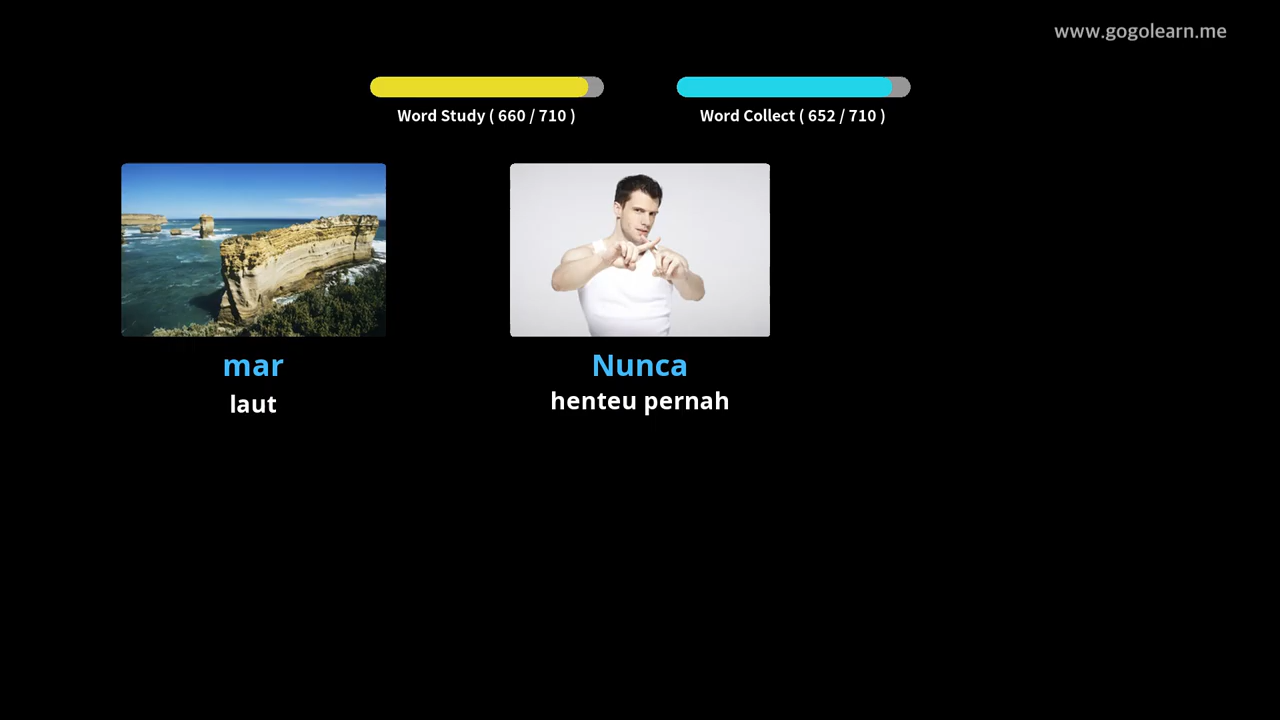 www.gogolearn.me
Word Study ( 660 / 710 )
Word Collect ( 652 / 710 )
mar
laut
Nunca
henteu pernah